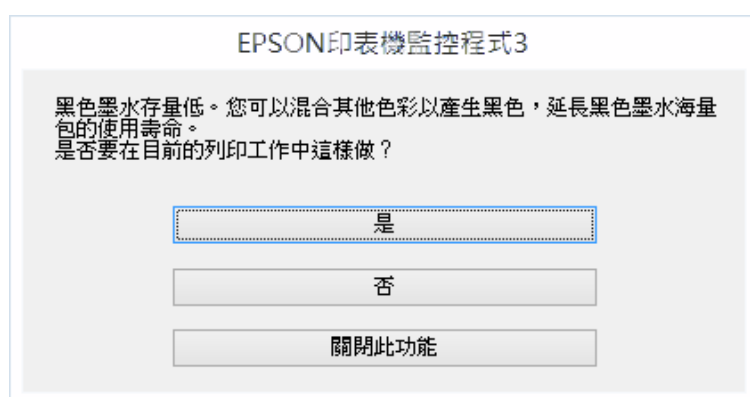 EPSON印表機監控程式3
黑色墨水存量低。您可以混合其他色彩以產生黑色，延長黑色墨水海量
包的使用壽命。
是否要在目前的列印工作中這樣做？
是
否
關閉此功能